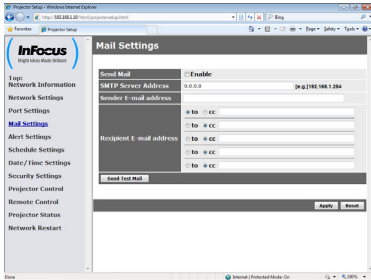 Projector Setup - Windows Internet Explorer
http://192.168.1.10/html/projectorsetup.html
Bing
Favorites
Projector Setup
Page
Safety
Tools
InFocus
Bright Ideas Made Brilliant
Top:
Network Information
Network Settings
Port Settings
Mail Settings
Alert Settings
Schedule Settings
Date/Time Settings
Security Settings
Projector Control
Remote Control
Projector Status
Network Restart
Mail Settings
Send Mail
Enable
SMTP Server Address
0.0.0.0
[e.g.]192.168.1.254
Sender E-mail address
Recipient E-mail address
to cc
to cc
to cc
to cc
to cc
Send Test Mail
Apply Reset
Done
Internet | Protected Mode: On
100%